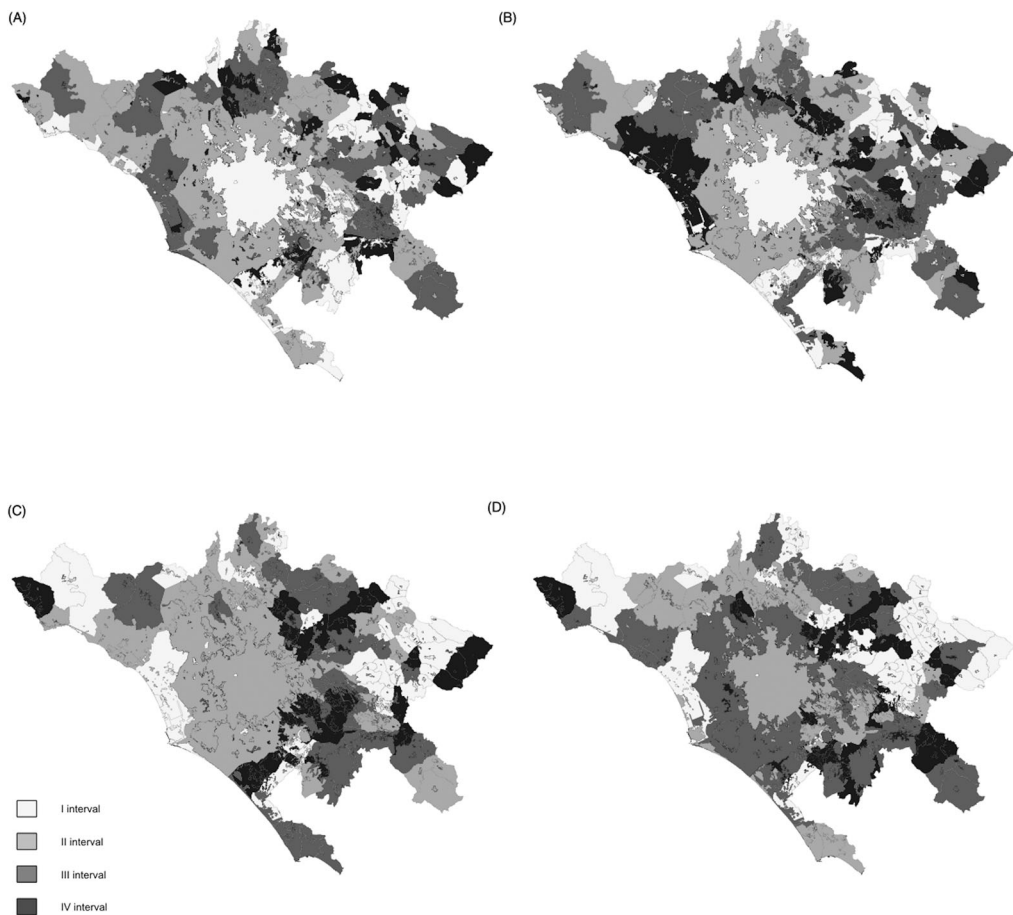 (A)
(B)
(C)
(D)
I interval
II interval
III interval
IV interval